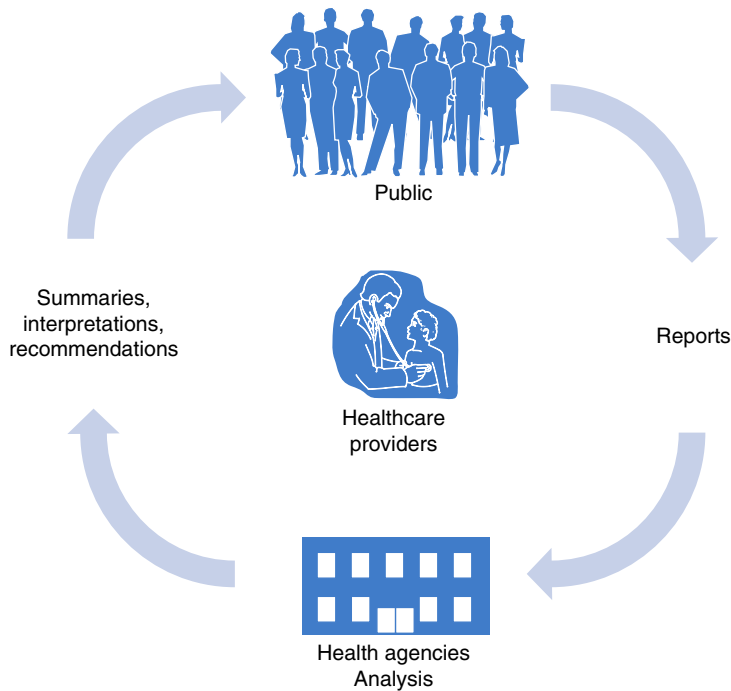 Public
Summaries,
interpretations,
recommendations
Reports
Healthcare
providers
Health agencies
Analysis